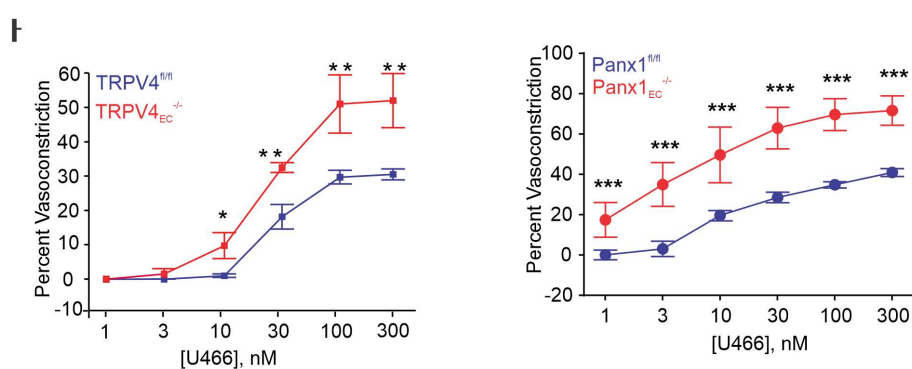 TRPV4fl/fl
TRPV4EC-/-
Percent Vasoconstriction
60
50
40
30
20
10
0
-10
*
**
**
**
1 3 10 30 100 300
[U466], nM
Panx1fl/fl
Panx1EC-/-
Percent Vasoconstriction
100
80
60
40
20
0
-20
***
***
***
***
***
***
1 3 10 30 100 300
[U466], nM